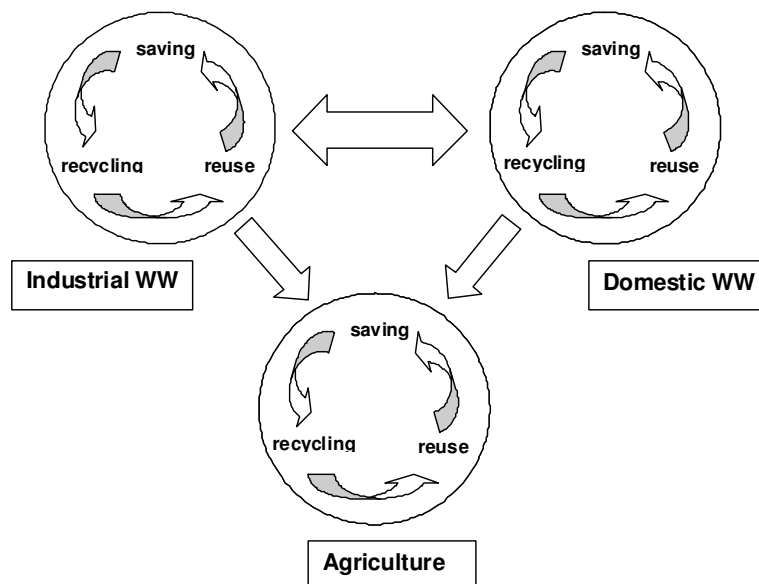 saving
recycling
reuse
Industrial WW
saving
recycling
reuse
Domestic WW
saving
recycling
reuse
Agriculture